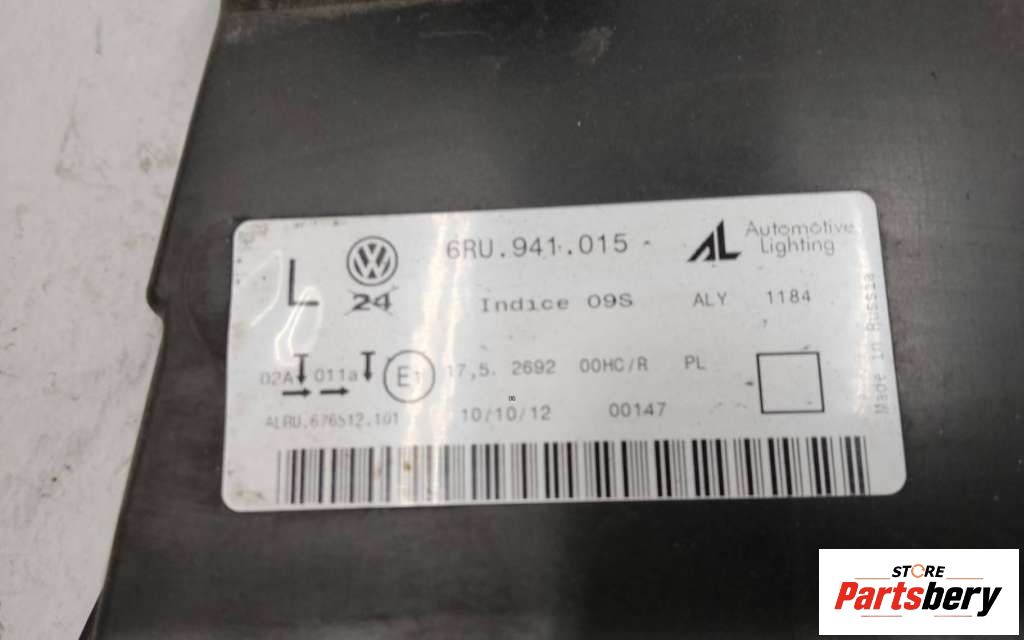 L
24
6RU.941.015
Automotive
Lighting
Indice 09S
ALY 1184
02A 011a E1 17,5. 2692 00HC/R PL
ALRU.676512.101 10/10/12 00147
Made in Russia
STORE
Partsbery